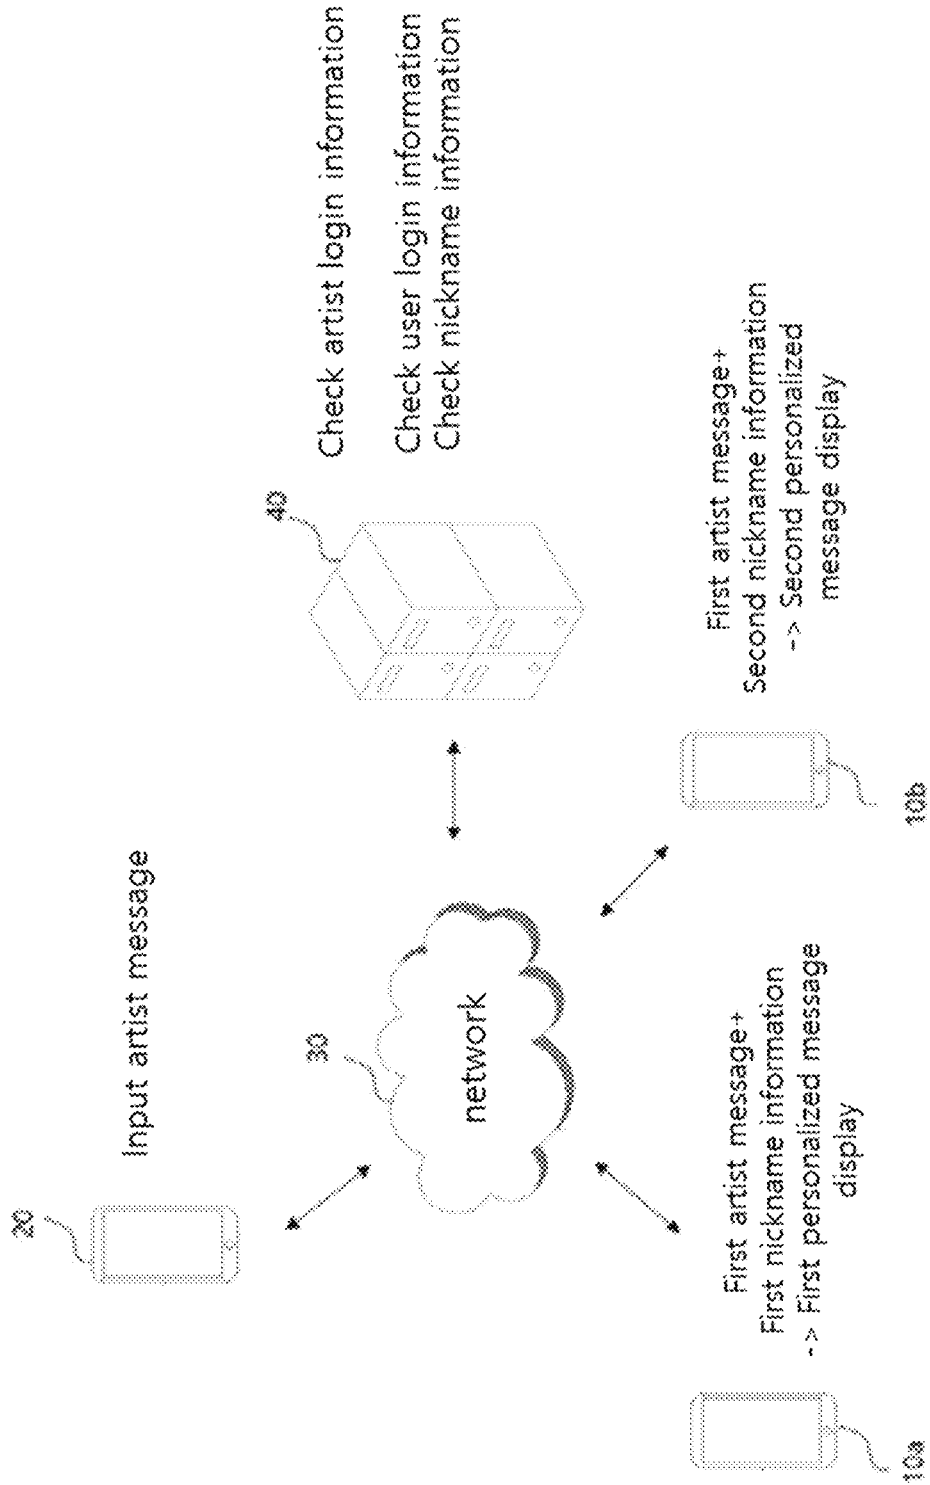 20
Input artist message
40
Check artist login information
Check user login information
Check nickname information
30
network
First artist message+
First nickname information
-> First personalized message
display
10a
First artist message+
Second nickname information
-> Second personalized
message display
10b